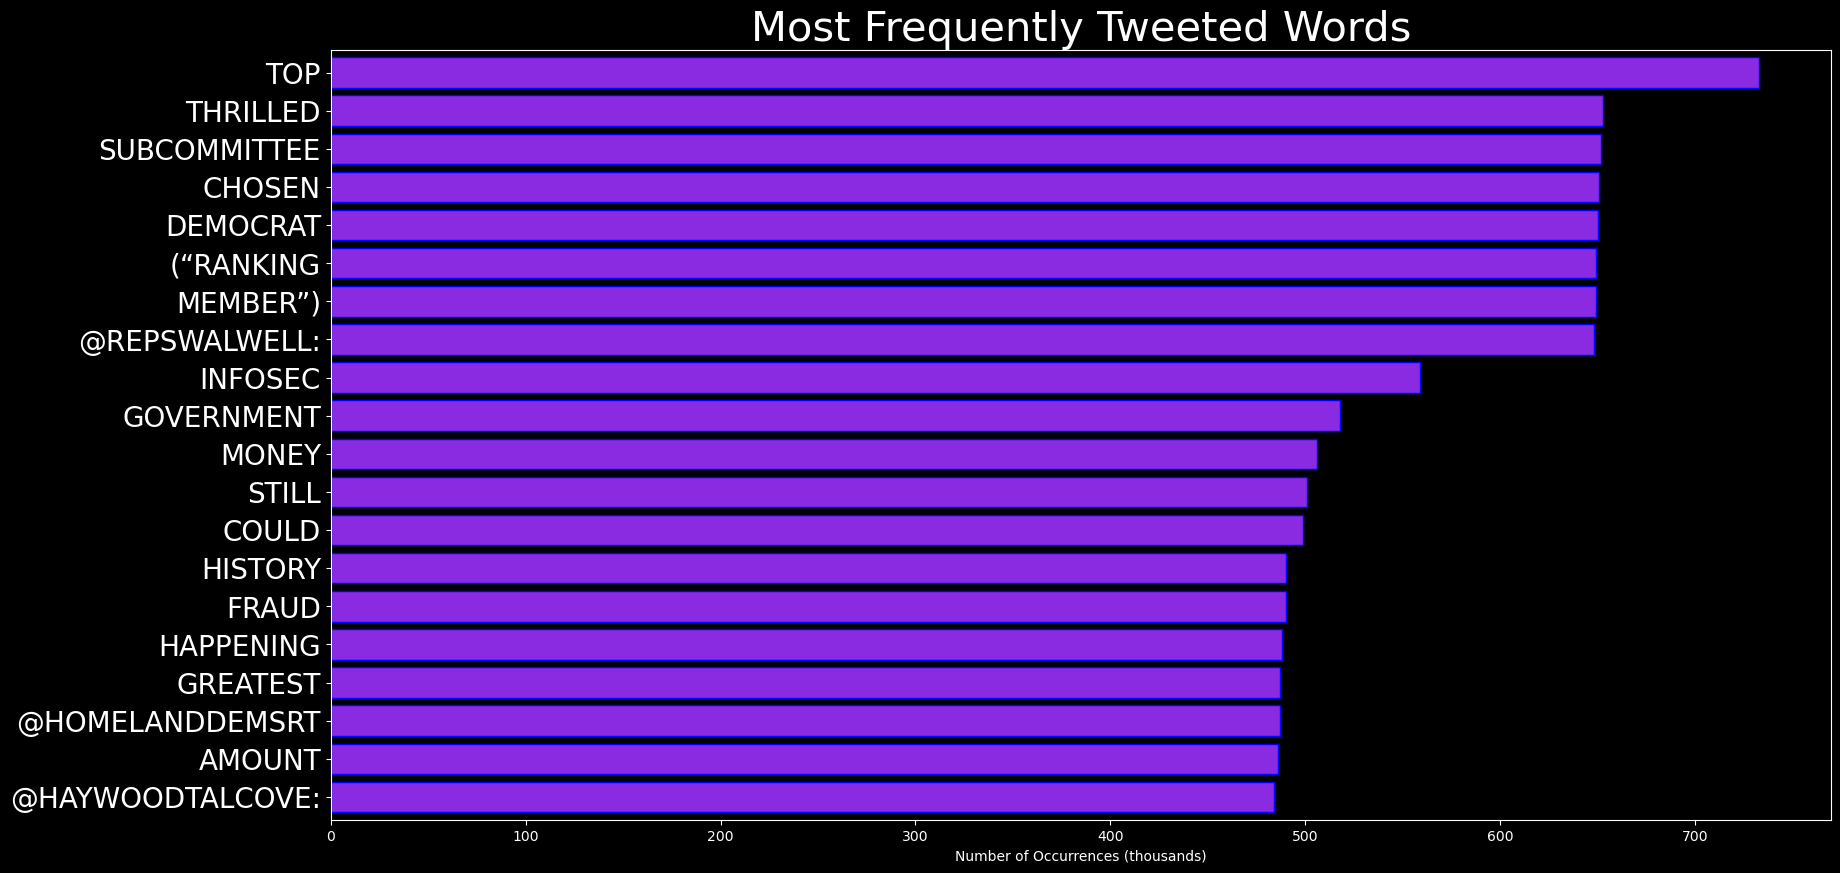 Most Frequently Tweeted Words
TOP
THRILLED
SUBCOMMITTEE
CHOSEN
DEMOCRAT
(“RANKING
MEMBER”)
@REPSWALWELL:
INFOSEC
GOVERNMENT
MONEY
STILL
COULD
HISTORY
FRAUD
HAPPENING
GREATEST
@HOMELANDDEMSRT
AMOUNT
@HAYWOODTALCOVE:
0 100 200 300 400 500 600 700
Number of Occurrences (thousands)